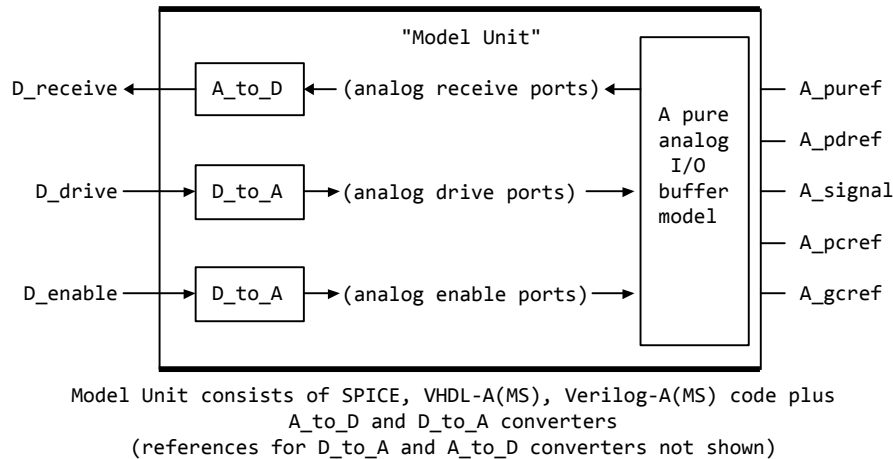 "Model Unit"
D_receive A_to_D (analog receive ports) A_puref
A pure
analog
I/O
buffer
model
A_pdref
D_drive D_to_A (analog drive ports) A_signal
A_pcref
D_enable D_to_A (analog enable ports) A_gcref
Model Unit consists of SPICE, VHDL-A(MS), Verilog-A(MS) code plus
A_to_D and D_to_A converters
(references for D_to_A and A_to_D converters not shown)